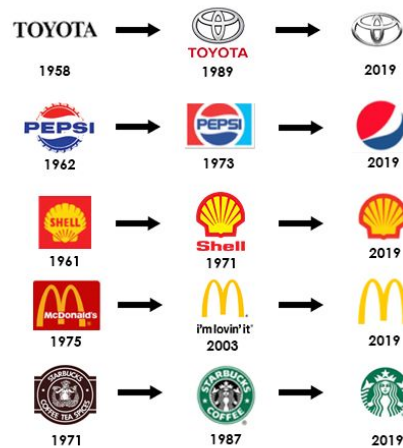 TOYOTA
TOYOTA
1958
1989
2019
PEPSI
PEPSI
1962
1973
2019
SHELL
Shell
1961
1971
2019
McDonald's
i'm lovin' it
1975
2003
2019
STARBUCKS
COFFEE TEA SPICES
STARBUCKS
COFFEE
1971
1987
2019